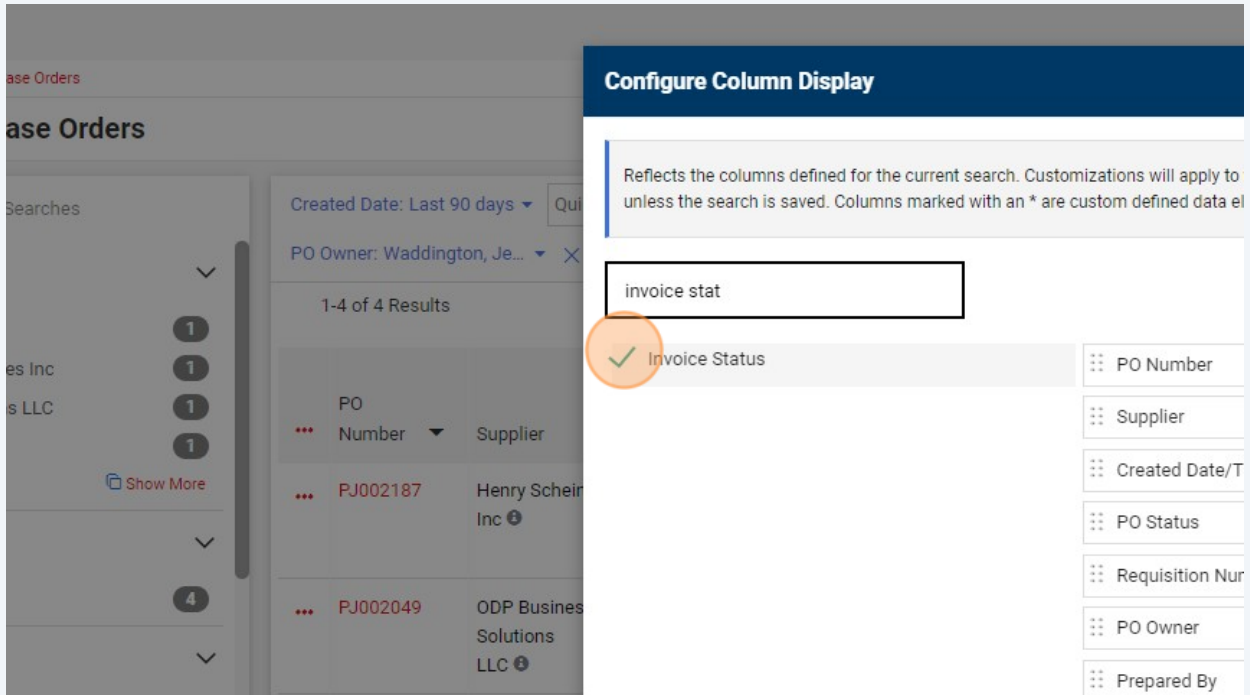 ase Orders
ase Orders
Searches
1
es Inc 1
s LLC 1
1
Show More
4
Created Date: Last 90 days Qui
PO Owner: Waddington, Je...
1-4 of 4 Results
PO
Number Supplier
PJ002187 Henry Schein
Inc
PJ002049 ODP Busines
Solutions
LLC
Configure Column Display
Reflects the columns defined for the current search. Customizations will apply to
unless the search is saved. Columns marked with an * are custom defined data el
invoice stat
Invoice Status
PO Number
Supplier
Created Date/T
PO Status
Requisition Nur
PO Owner
Prepared By